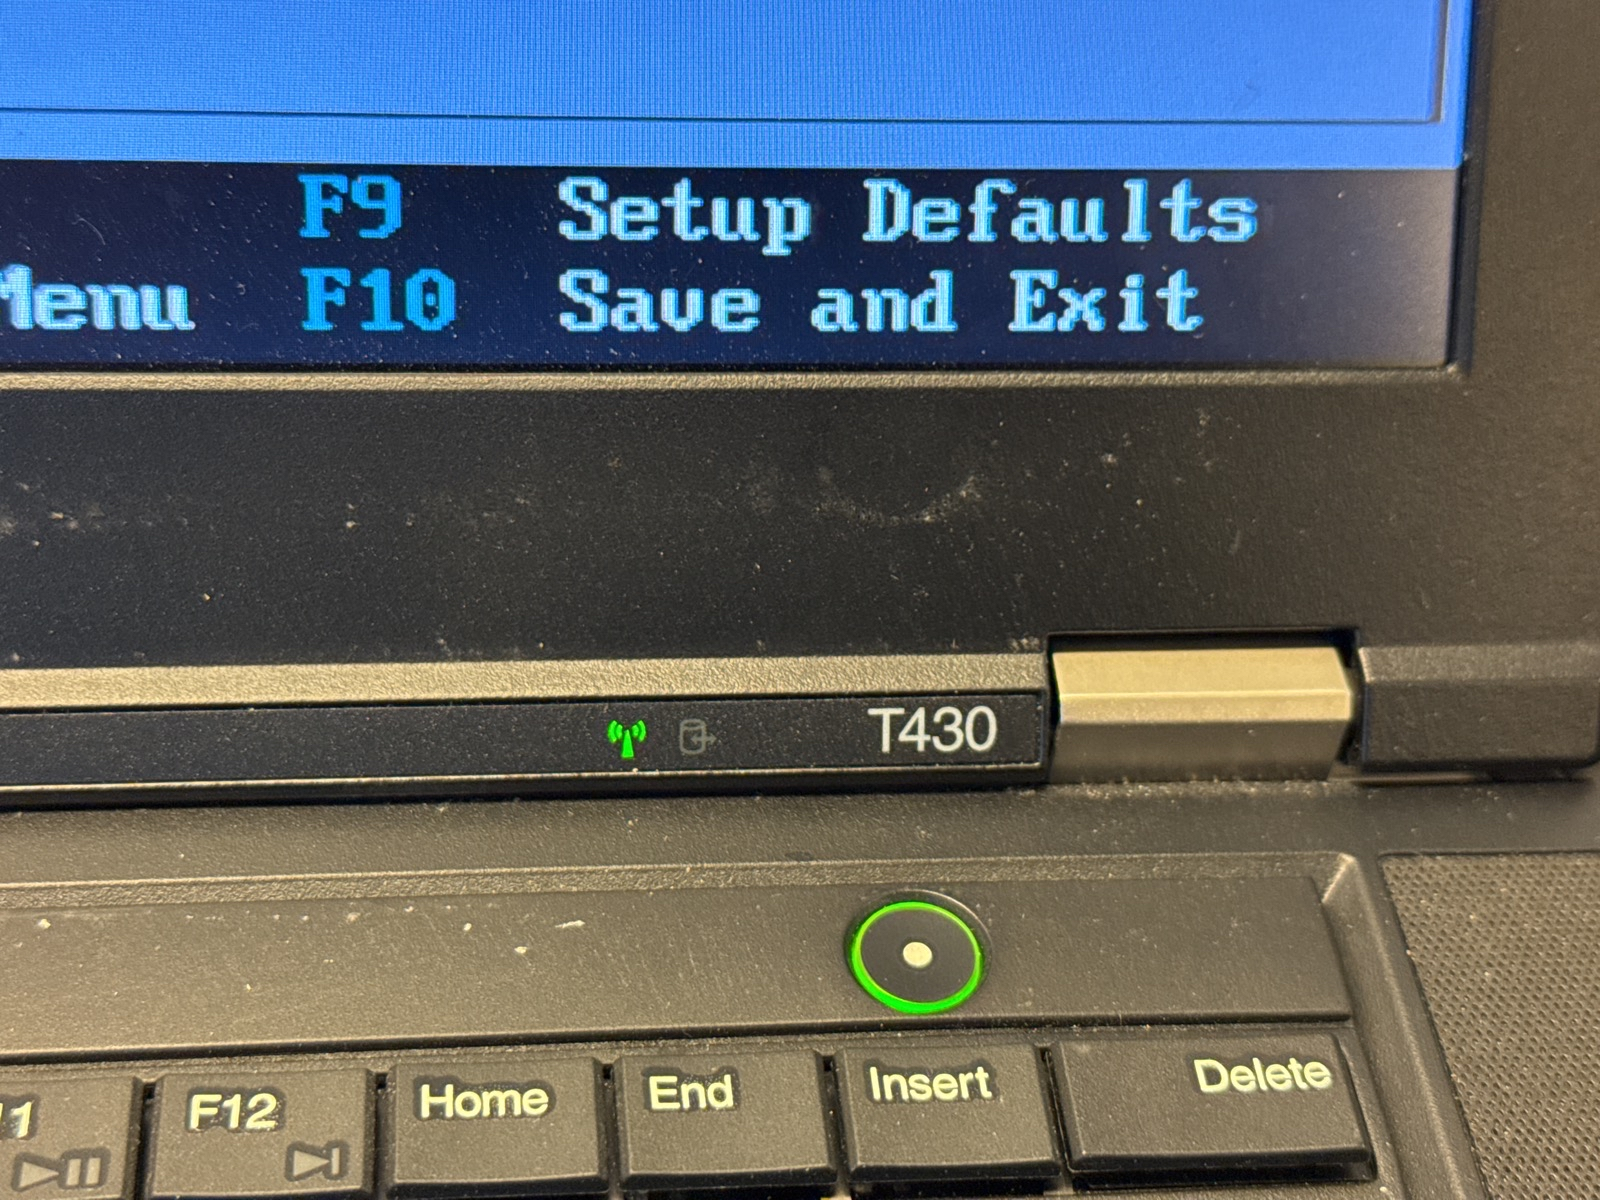 F9 Setup Defaults
Menu F10 Save and Exit
T430
F12 Home End Insert Delete